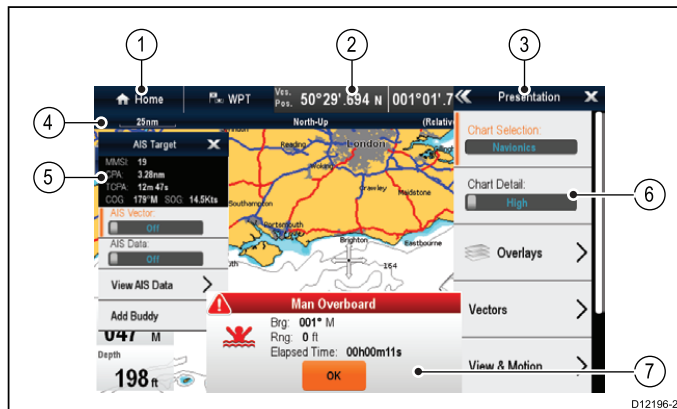 1
2
3
Home
WPT
Ves. Pos. 50°29'.694 N
001°01'.7
Presentation
4
25nm
North-Up
(Relativ
5
AIS Target
MMSI: 19
CPA: 3.28nm
TCPA: 12m 47s
COG 179°M SOG 14.5Kts
AIS Vector:
Off
AIS Data:
Off
View AIS Data
Add Buddy
047 M
Depth
198 ft
Reading
London
Southampton
Crawley
Maidstone
Portsmouth
Brighton
Eastbourne
164
Chart Selection:
Navionics
Chart Detail:
High
6
Overlays
Vectors
View & Motion
Man Overboard
Brg: 001° M
Rng: 0 ft
Elapsed Time: 00h00m11s
OK
7
D12196-2